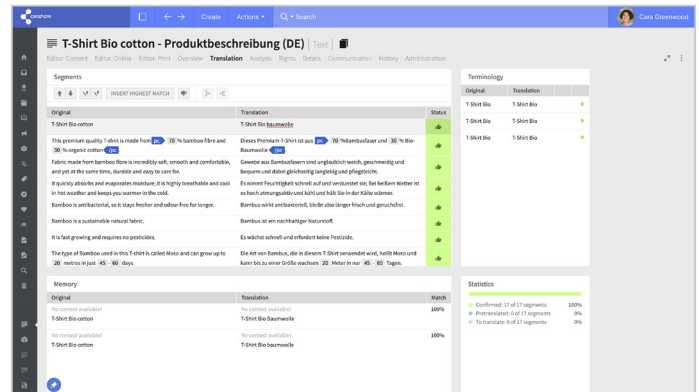 censhare Create Actions Search Cara Greenwood
T-Shirt Bio cotton - Produktbeschreibung (DE) | Text |
Editor: Content Editor: Online Editor: Print Overview Translation Analysis Rights Details Communication History Administration
Segments
INSERT HIGHEST MATCH
Original Translation Status
T-Shirt Bio cotton T-Shirt Bio baumwolle
This premium quality T-shirt is made from pc 70 % bamboo fibre and Dieses Premium-T-Shirt ist aus pc 70 %Bambusfaser und 30 % Bio-
30 % organic cotton /pc Baumwolle /pc
Fabric made from bamboo fibre is incredibly soft, smooth and comfortable, Gewebe aus Bambusfasern sind unglaublich weich, geschmeidig und
and yet at the same time, durable and easy to care for. bequem und dabei gleichzeitig langlebig und pflegeleicht.
It quickly absorbs and evaporates moisture; it is highly breathable and cool Es nimmt Feuchtigkeit schnell auf und verdunstet sie; Bei heißem Wetter ist
in hot weather and keeps you warmer in the cold. es hoch atmungsaktiv und kühl und hält Sie in der Kälte wärmer.
Bamboo is antibacterial, so it stays fresher and odour free for longer. Bambus wirkt antibakteriell, bleibt also länger frisch und geruchsfrei.
Bamboo is a sustainable natural fabric. Bambus ist ein nachhaltiger Naturstoff.
It is fast growing and requires no pesticides. Es wächst schnell und erfordert keine Pestizide.
The type of Bamboo used in this T-shirt is called Moso and can grow up to Die Art von Bambus, die in diesem T-Shirt verwendet wird, heißt Moso und
20 metres in just 45 - 60 days. kann bis zu einer Größe wachsen 20 Meter in nur 45 - 60 Tagen.
Terminology
Original Translation
T-Shirt Bio T-Shirt Bio
T-Shirt Bio T-Shirt Bio
T-Shirt Bio T-Shirt Bio
Memory
Original Translation Match
No context available! No context available! 100%
T-Shirt Bio cotton T-Shirt Bio Baumwolle
No context available! No context available! 100%
T-Shirt Bio cotton T-Shirt Bio baumwolle
Statistics
Confirmed: 17 of 17 segments 100%
Pretranslated: 0 of 17 segments 0%
To translate: 0 of 17 segments 0%